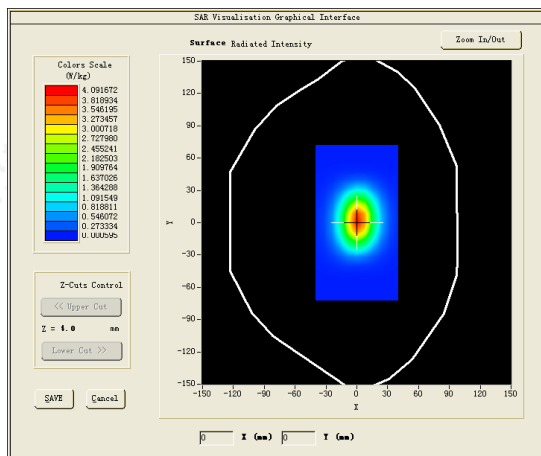 SAR Visualisation Graphical Interface
Surface Radiated Intensity
Zoom In/Out
Colors Scale
(W/kg)
4.091672
3.818934
3.546195
3.273457
3.000718
2.727980
2.455241
2.182503
1.909764
1.637026
1.364288
1.091549
0.818811
0.546072
0.273334
0.000595
Z-Cuts Control
<< Upper Cut
Z = 4.0 mm
Lower Cut >>
SAVE Cancel
150
120
90
60
30
0
-30
-60
-90
-120
-150
Y
-150 -120 -90 -60 -30 0 30 60 90 120 150
X
0 X (mm) 0 Y (mm)